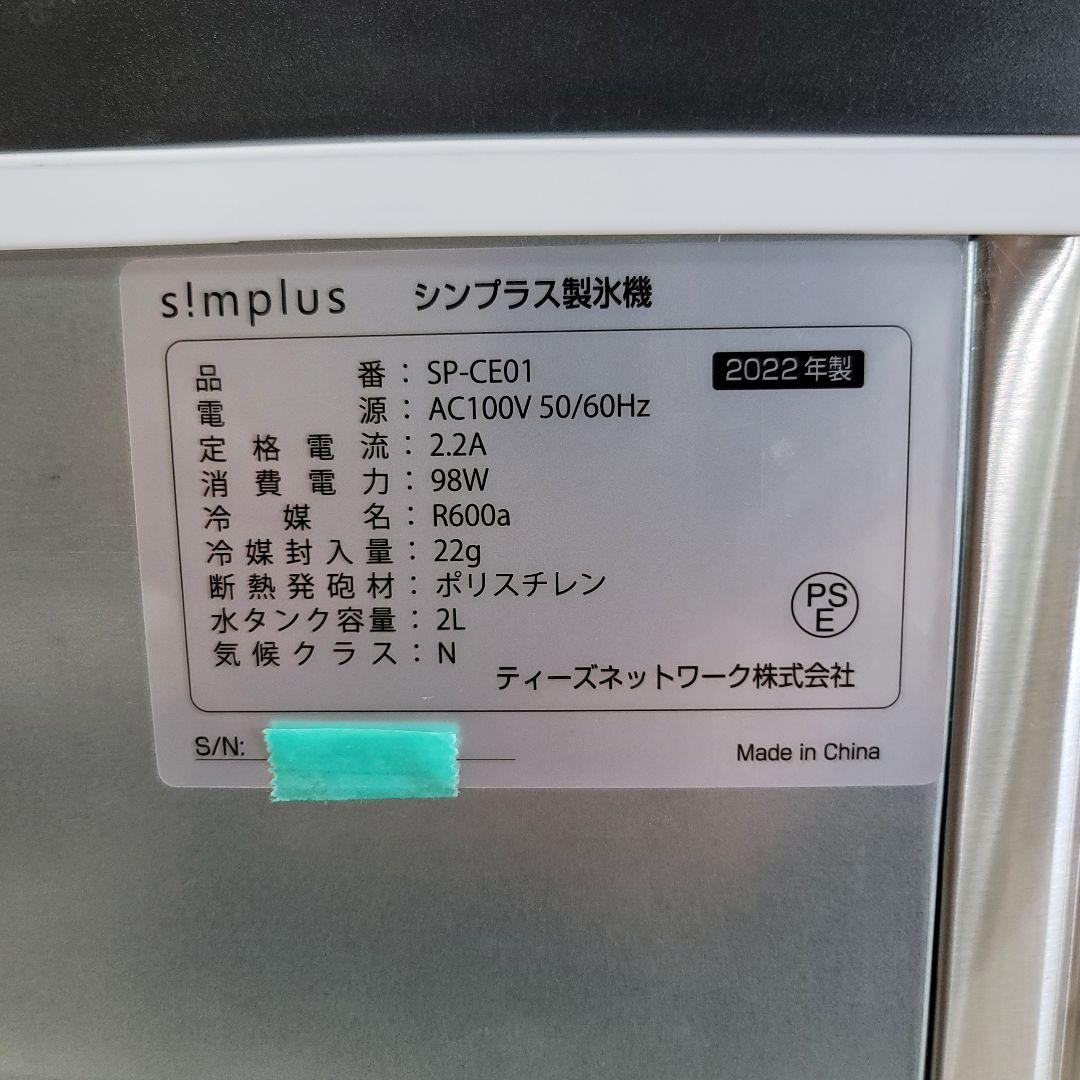 s!mplus シンプラス製氷機
品番：SP-CE01 2022年製
電源：AC100V 50/60Hz
定格電流：2.2A
消費電力：98W
冷媒名：R600a
冷媒封入量：22g
断熱発砲材：ポリスチレン
水タンク容量：2L
気候クラス：N
PS
E
ティーズネットワーク株式会社
S/N:
Made in China